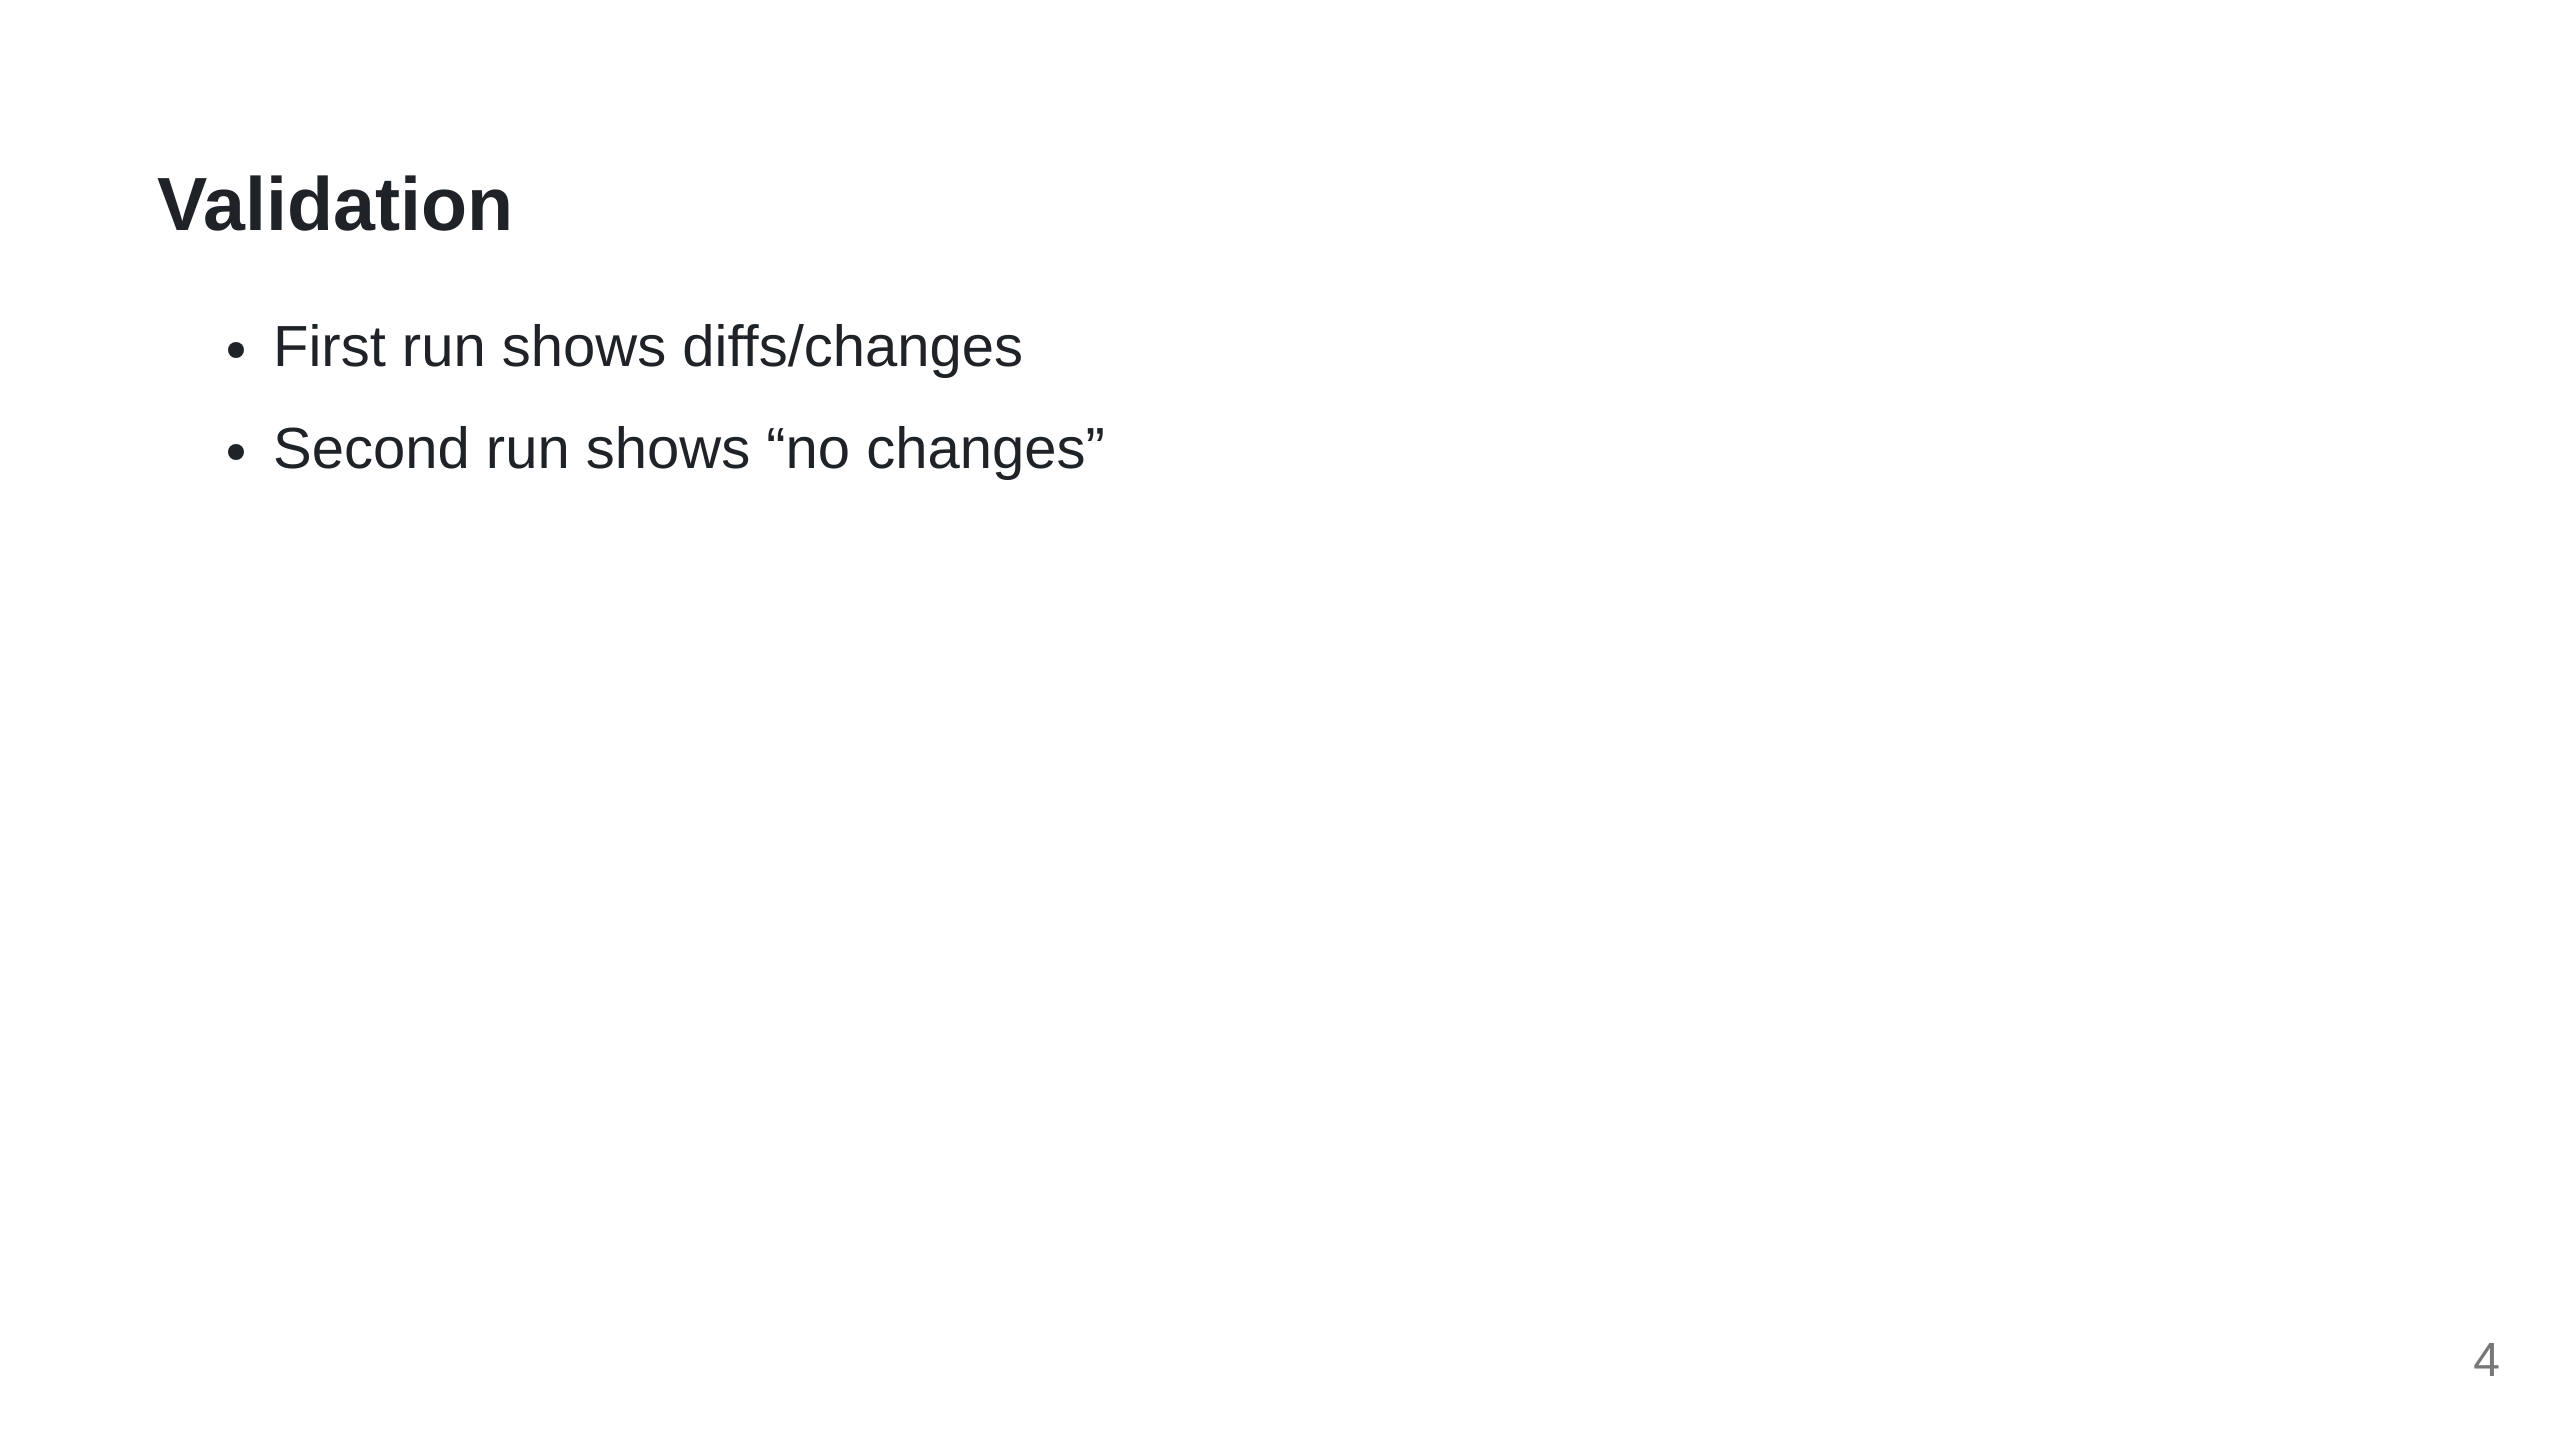 Validation
• First run shows diffs/changes
• Second run shows “no changes”
4